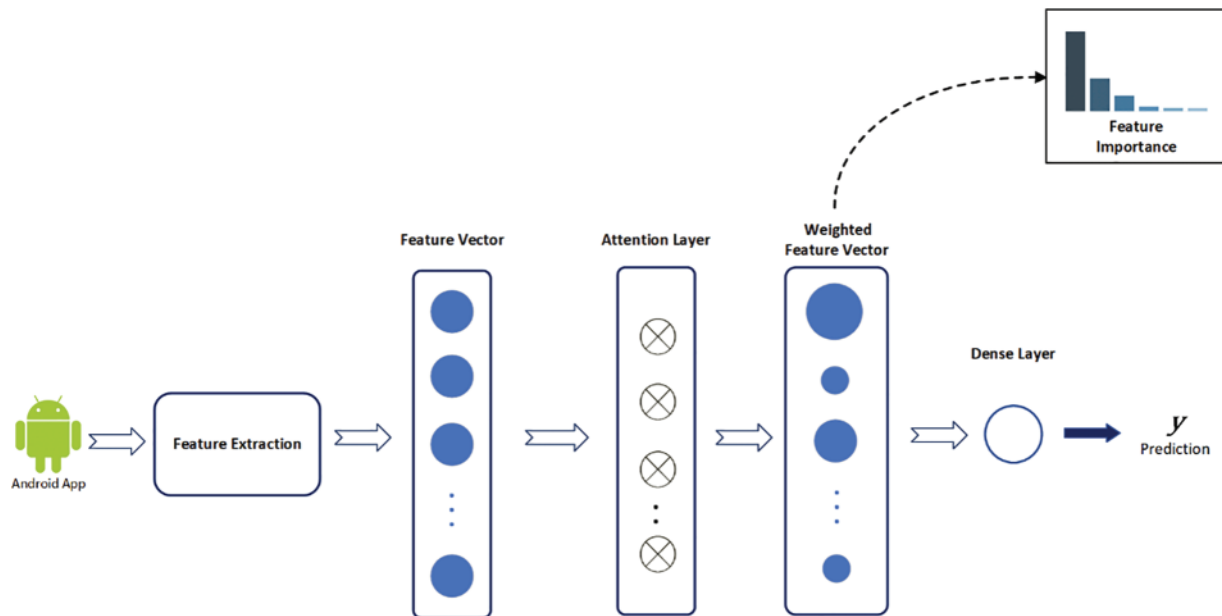 Feature
Importance
Feature Vector
Attention Layer
Weighted
Feature Vector
Dense Layer
Feature Extraction
Android App
y
Prediction